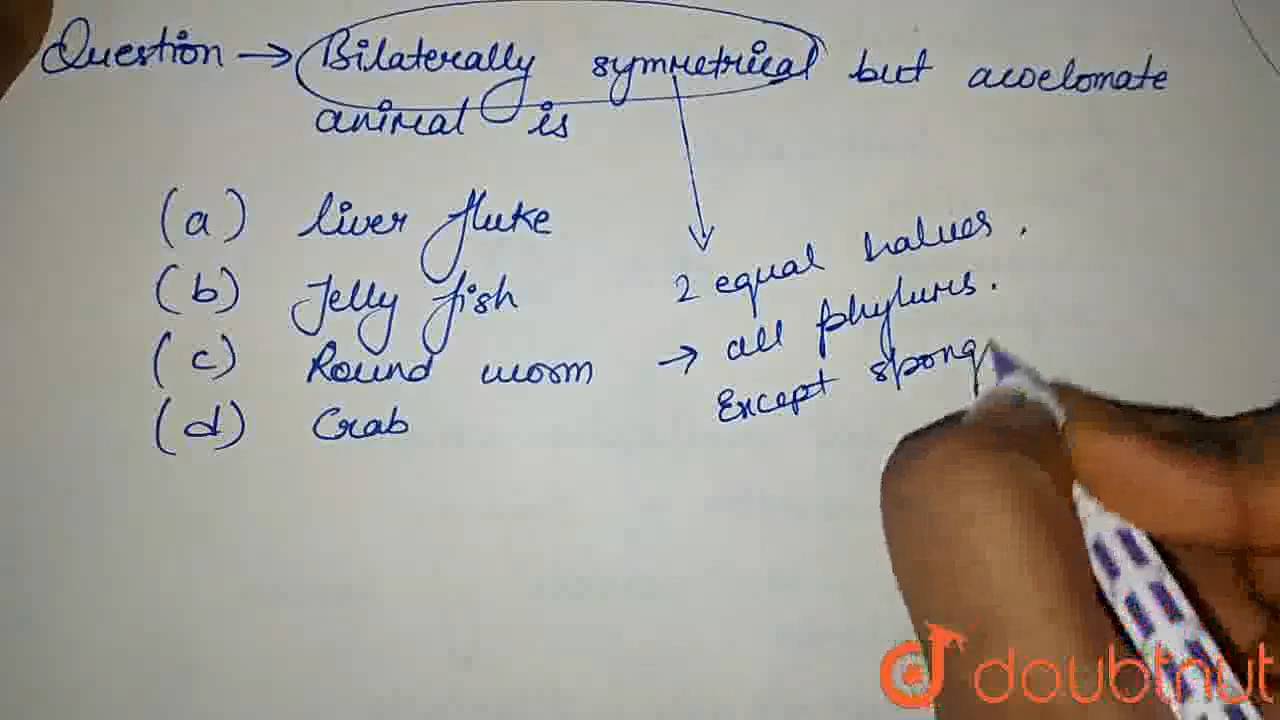 Question → Bilaterally symmetrical but acoelomate
animal is
(a) liver fluke
(b) Jelly fish
(c) Round worm
(d) Crab
2 equal halves.
→ all phylums.
Except spong
doubtnut